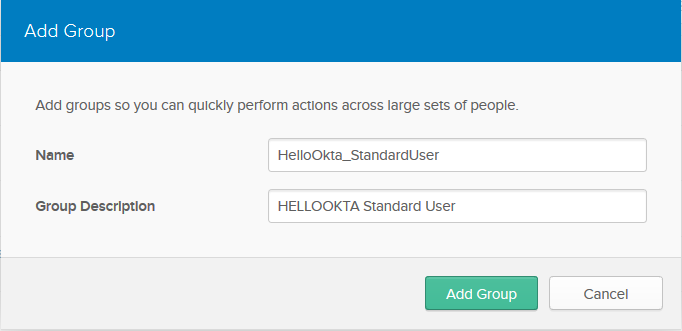 Add Group
Add groups so you can quickly perform actions across large sets of people.
Name HelloOkta_StandardUser
Group Description HELLOOKTA Standard User
Add Group Cancel